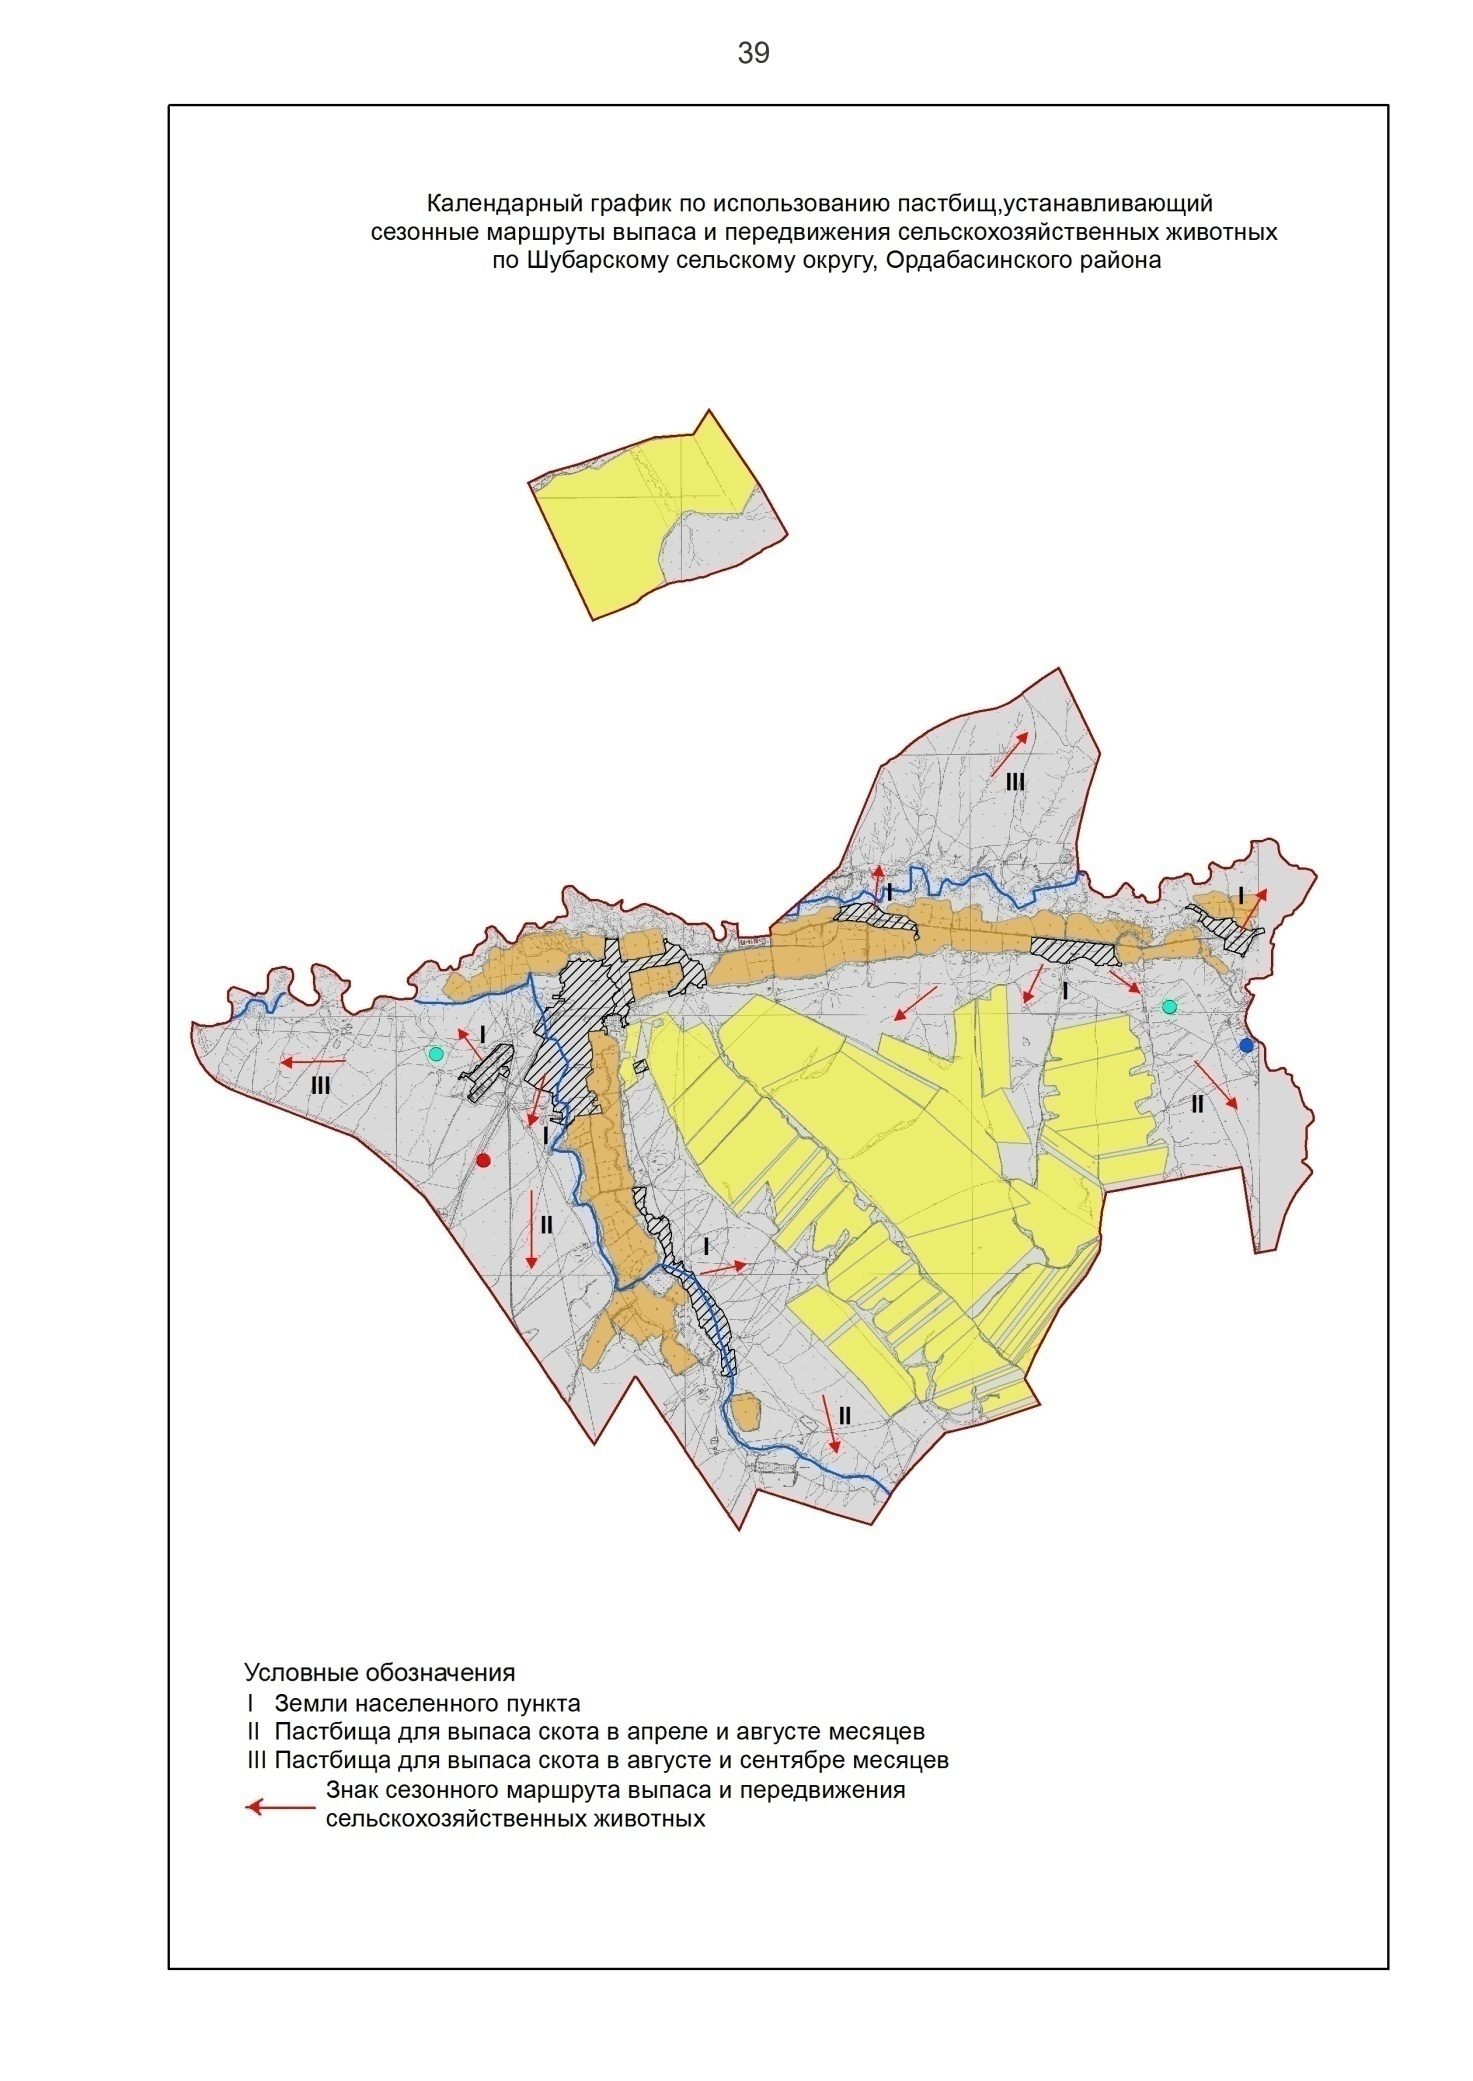 39
Календарный график по использованию пастбищ,устанавливающий
сезонные маршруты выпаса и передвижения сельскохозяйственных животных
по Шубарскому сельскому округу, Ордабасинского района
III
I
I
I
I
III
II
I
II
I
II
Условные обозначения
I Земли населенного пункта
II Пастбища для выпаса скота в апреле и августе месяцев
III Пастбища для выпаса скота в августе и сентябре месяцев
Знак сезонного маршрута выпаса и передвижения
сельскохозяйственных животных